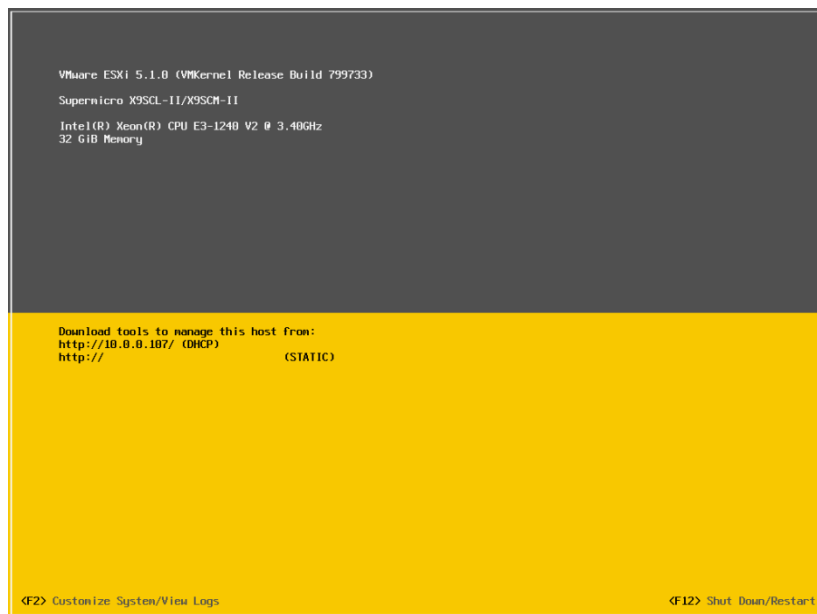 VMware ESXi 5.1.0 (VMKernel Release Build 799733)
Supermicro X9SCL-II/X9SCM-II
Intel(R) Xeon(R) CPU E3-1240 V2 @ 3.40GHz
32 GiB Memory
Download tools to manage this host from:
http://10.0.0.107/ (DHCP)
http:// (STATIC)
<F2> Customize System/View Logs <F12> Shut Down/Restart